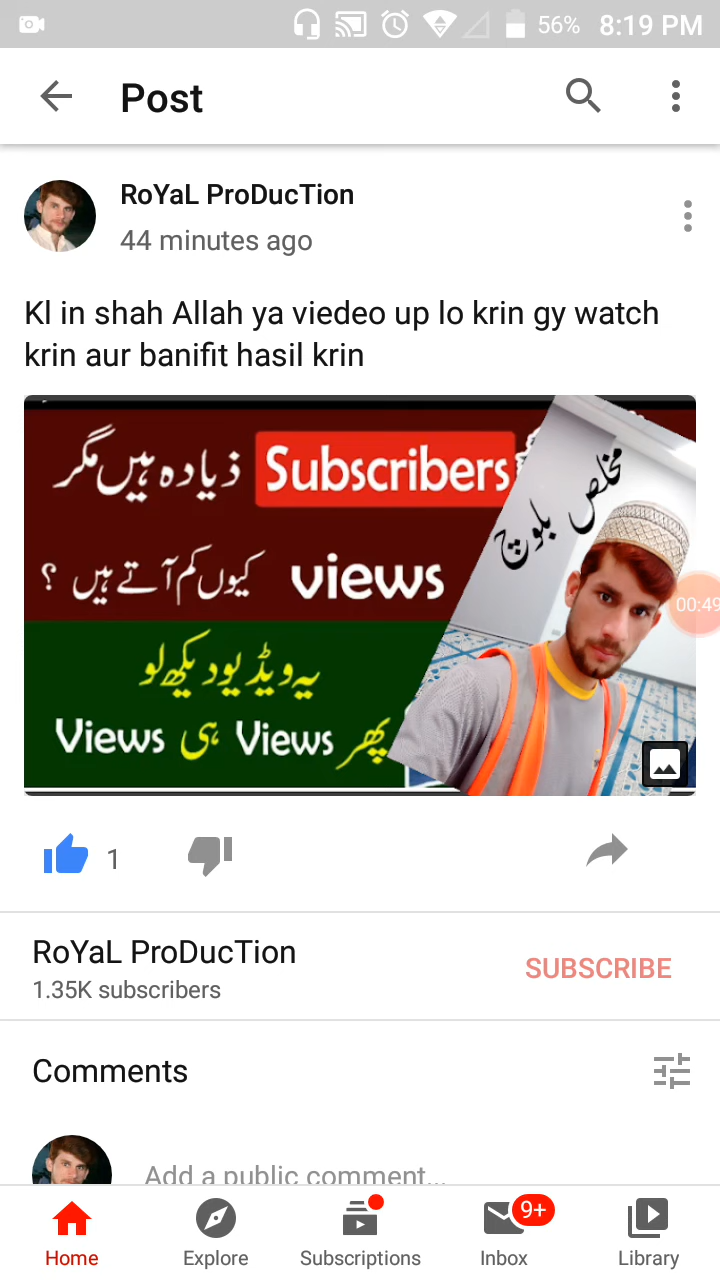 56% 8:19 PM
Post
RoYaL ProDucTion
44 minutes ago
Kl in shah Allah ya viedeo up lo krin gy watch
krin aur banifit hasil krin
Subscribers ذیادہ ہیں مگر
مخلص بلوچ
views کیوں کم آتے ہیں ؟
00:49
یہ ویڈیو دیکھ لو
پھر Views ہی Views
1
RoYaL ProDucTion
1.35K subscribers
SUBSCRIBE
Comments
Add a public comment...
9+
Home Explore Subscriptions Inbox Library